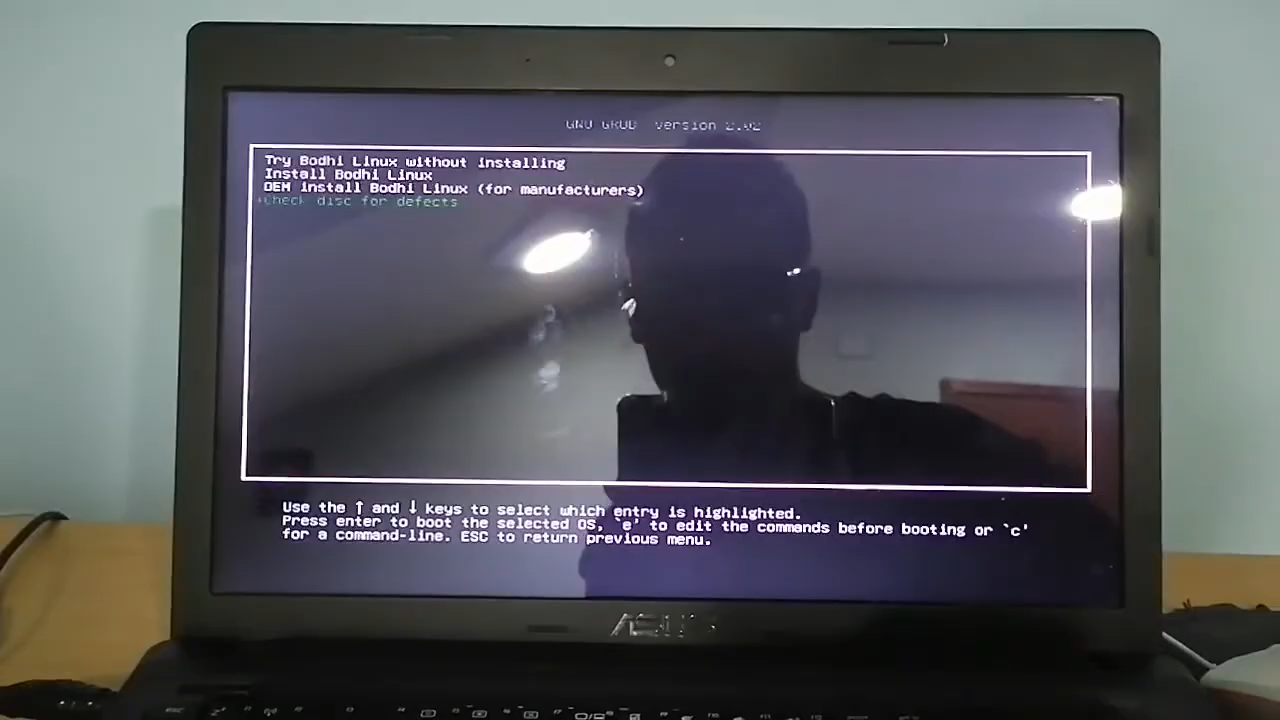 GNU GRUB version 2.02
Try Bodhi Linux without installing
Install Bodhi Linux
OEM install Bodhi Linux (for manufacturers)
*Check disc for defects
Use the ↑ and ↓ keys to select which entry is highlighted.
Press enter to boot the selected OS, `e' to edit the commands before booting or `c'
for a command-line. ESC to return previous menu.
ASUS
esc